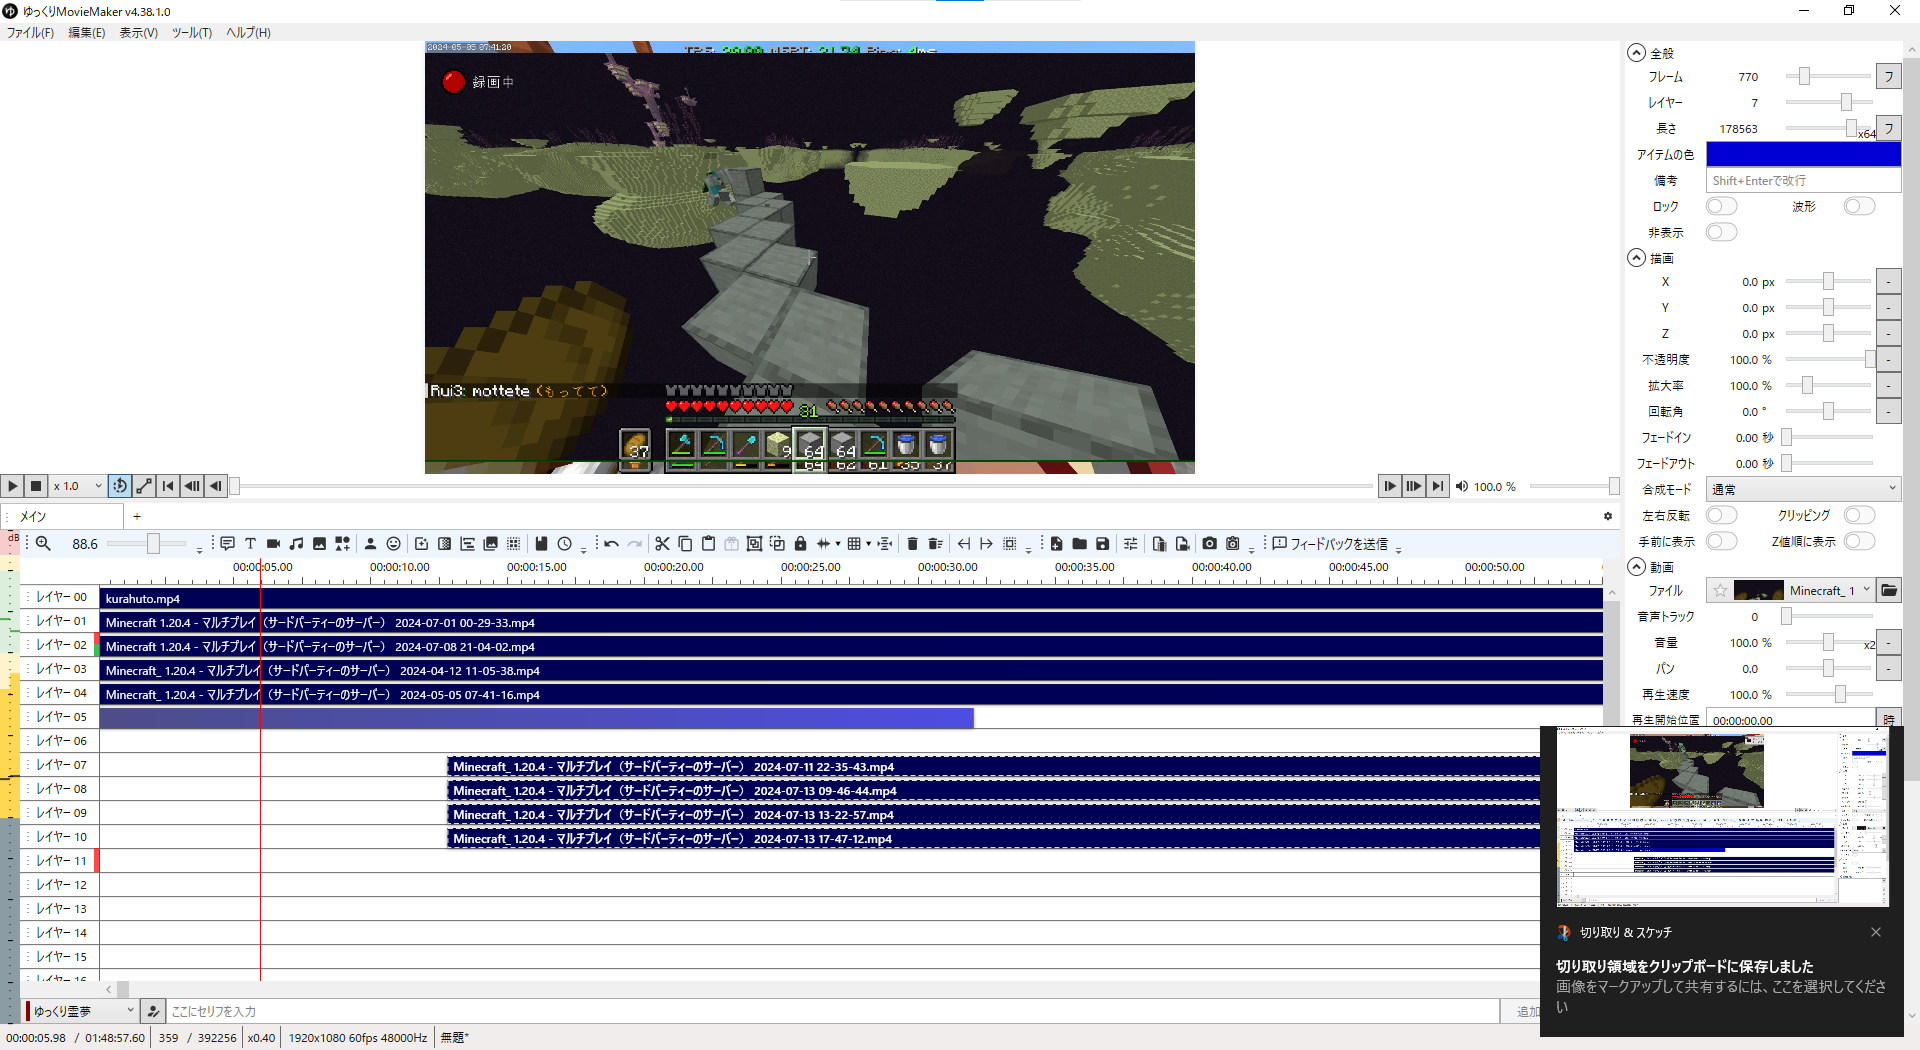 ゆっくりMovieMaker v4.38.1.0
ファイル(F) 編集(E) 表示(V) ツール(T) ヘルプ(H)
2024-05-05 07:41:20
録画中
Rui3: mottete (もってて)
31
37 9 64 64
64 62 61 35 37
x 1.0
100.0 %
メイン +
dB 88.6 フィードバックを送信
00:00:05.00 00:00:10.00 00:00:15.00 00:00:20.00 00:00:25.00 00:00:30.00 00:00:35.00 00:00:40.00 00:00:45.00 00:00:50.00
レイヤー 00 kurahuto.mp4
レイヤー 01 Minecraft 1.20.4 - マルチプレイ（サードパーティーのサーバー） 2024-07-01 00-29-33.mp4
レイヤー 02 Minecraft 1.20.4 - マルチプレイ（サードパーティーのサーバー） 2024-07-08 21-04-02.mp4
レイヤー 03 Minecraft_ 1.20.4 - マルチプレイ（サードパーティーのサーバー） 2024-04-12 11-05-38.mp4
レイヤー 04 Minecraft_ 1.20.4 - マルチプレイ（サードパーティーのサーバー） 2024-05-05 07-41-16.mp4
レイヤー 05
レイヤー 06
レイヤー 07 Minecraft_ 1.20.4 - マルチプレイ（サードパーティーのサーバー） 2024-07-11 22-35-43.mp4
レイヤー 08 Minecraft_ 1.20.4 - マルチプレイ（サードパーティーのサーバー） 2024-07-13 09-46-44.mp4
レイヤー 09 Minecraft_ 1.20.4 - マルチプレイ（サードパーティーのサーバー） 2024-07-13 13-22-57.mp4
レイヤー 10 Minecraft_ 1.20.4 - マルチプレイ（サードパーティーのサーバー） 2024-07-13 17-47-12.mp4
レイヤー 11
レイヤー 12
レイヤー 13
レイヤー 14
レイヤー 15
ゆっくり霊夢 ここにセリフを入力 追加
00:00:05.98 / 01:48:57.60 359 / 392256 x0.40 1920x1080 60fps 48000Hz 無題*
全般
フレーム 770 フ
レイヤー 7
長さ 178563 x64 フ
アイテムの色
備考 Shift+Enterで改行
ロック 波形
非表示
描画
X 0.0 px -
Y 0.0 px -
Z 0.0 px -
不透明度 100.0 % -
拡大率 100.0 % -
回転角 0.0 ° -
フェードイン 0.00 秒
フェードアウト 0.00 秒
合成モード 通常
左右反転 クリッピング
手前に表示 Z値順に表示
動画
ファイル Minecraft_ 1
音声トラック 0
音量 100.0 % x2 -
パン 0.0 -
再生速度 100.0 %
再生開始位置 00:00:00.00 時
切り取り & スケッチ
切り取り領域をクリップボードに保存しました
画像をマークアップして共有するには、ここを選択してくださ
い